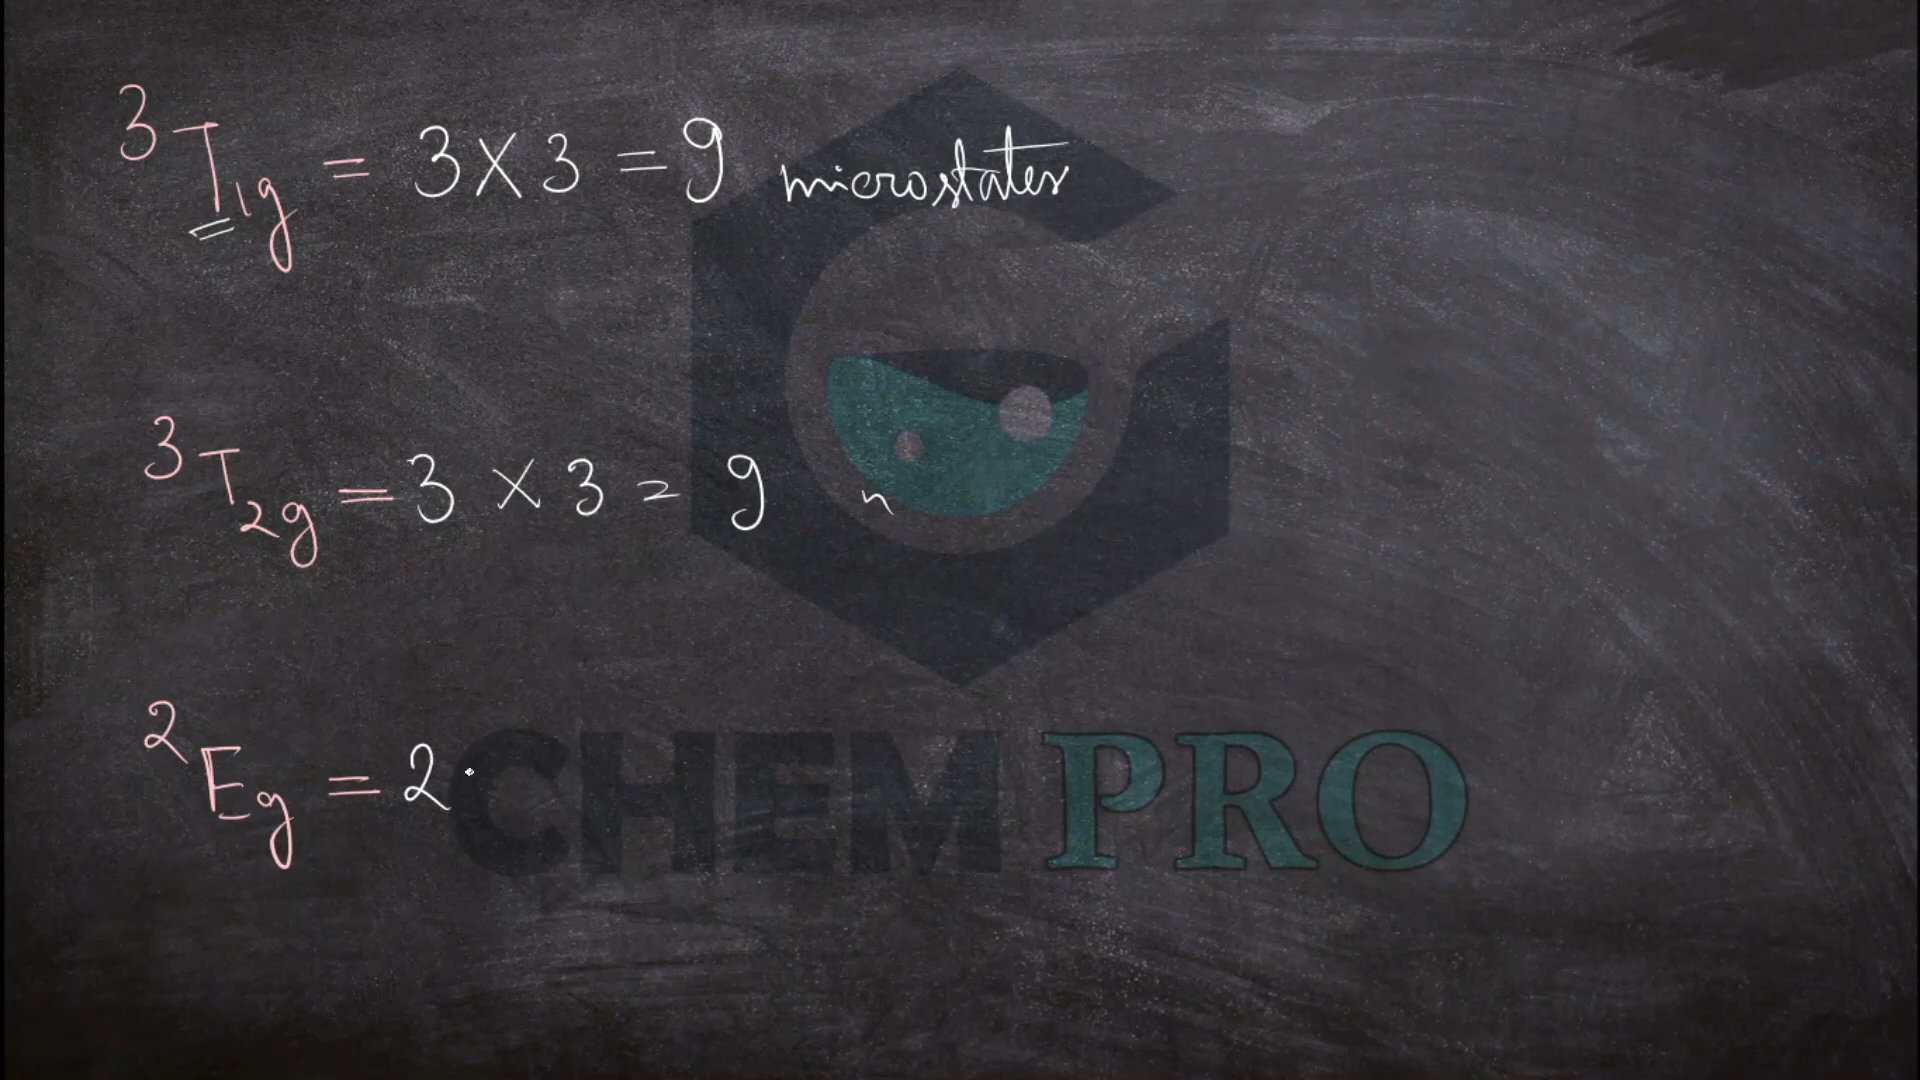 ³T₁g = 3 × 3 = 9 microstates
³T₂g = 3 × 3 = 9 "
²Eg = 2
CHEM PRO